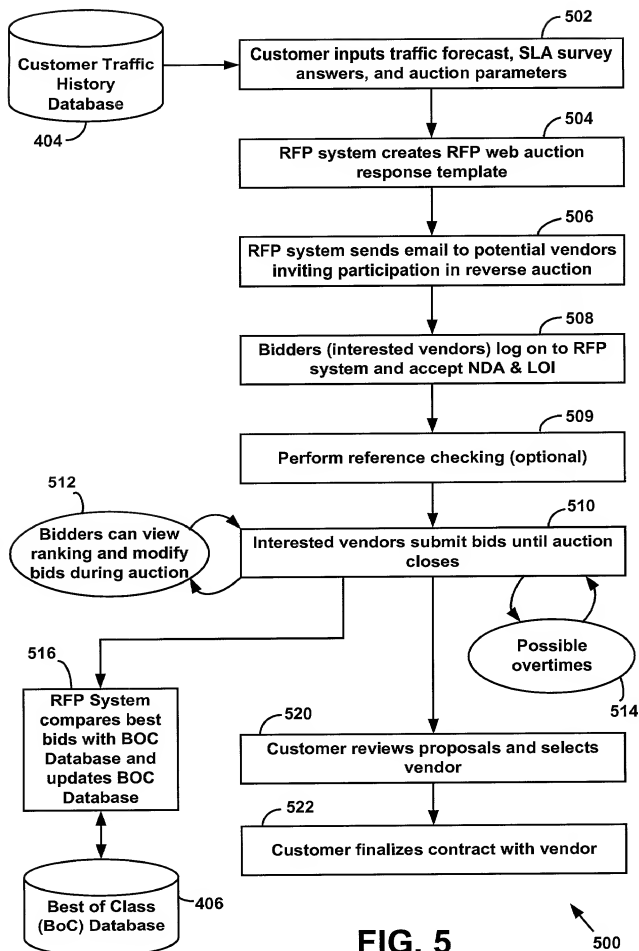 502
Customer Traffic
History
Database
404
Customer inputs traffic forecast, SLA survey
answers, and auction parameters
504
RFP system creates RFP web auction
response template
506
RFP system sends email to potential vendors
inviting participation in reverse auction
508
Bidders (interested vendors) log on to RFP
system and accept NDA & LOI
509
Perform reference checking (optional)
512
Bidders can view
ranking and modify
bids during auction
510
Interested vendors submit bids until auction
closes
Possible
overtimes
514
516
RFP System
compares best
bids with BOC
Database and
updates BOC
Database
520
Customer reviews proposals and selects
vendor
522
Customer finalizes contract with vendor
Best of Class
(BoC) Database
406
FIG. 5
500